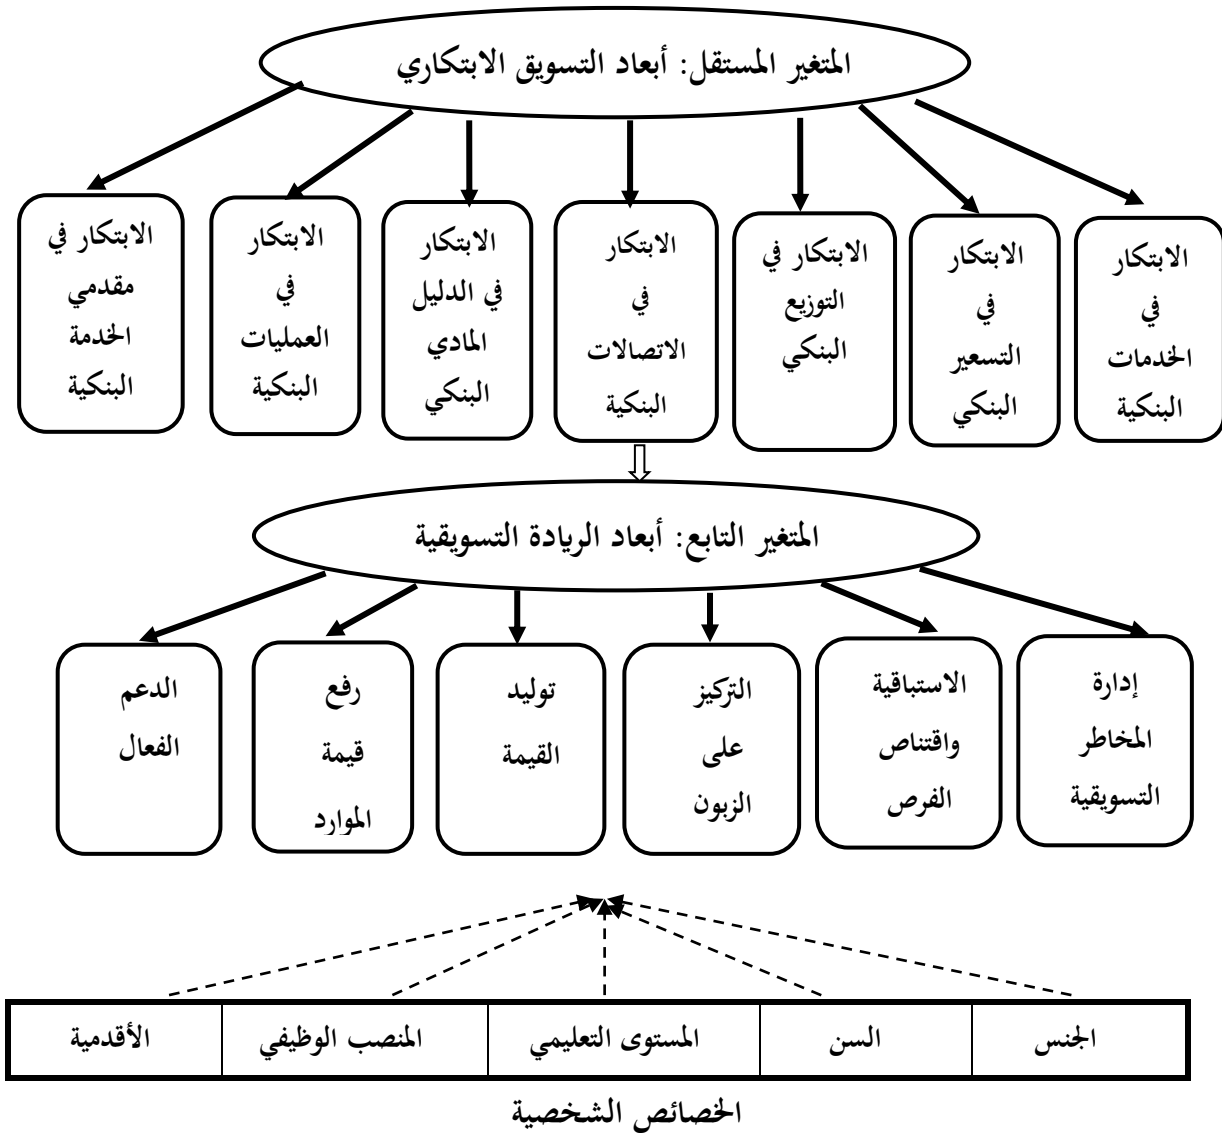 المتغير المستقل: أبعاد التسويق الابتكاري
الابتكار
في
الخدمات
البنكية
الابتكار
في
التسعير
البنكي
الابتكار في
التوزيع
البنكي
الابتكار
في
الاتصالات
البنكية
الابتكار
في الدليل
المادي
البنكي
الابتكار
في
العمليات
البنكية
الابتكار في
مقدمي
الخدمة
البنكية
المتغير التابع: أبعاد الريادة التسويقية
إدارة
المخاطر
التسويقية
الاستباقية
واقتناص
الفرص
التركيز
على
الزبون
توليد
القيمة
رفع
قيمة
الموارد
الدعم
الفعال
الجنس
السن
المستوى التعليمي
المنصب الوظيفي
الأقدمية
الخصائص الشخصية